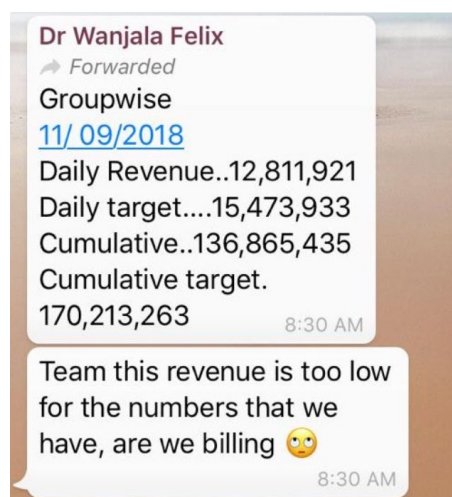 Dr Wanjala Felix
Forwarded
Groupwise
11/ 09/2018
Daily Revenue..12,811,921
Daily target....15,473,933
Cumulative..136,865,435
Cumulative target.
170,213,263
8:30 AM
Team this revenue is too low
for the numbers that we
have, are we billing 🙄
8:30 AM